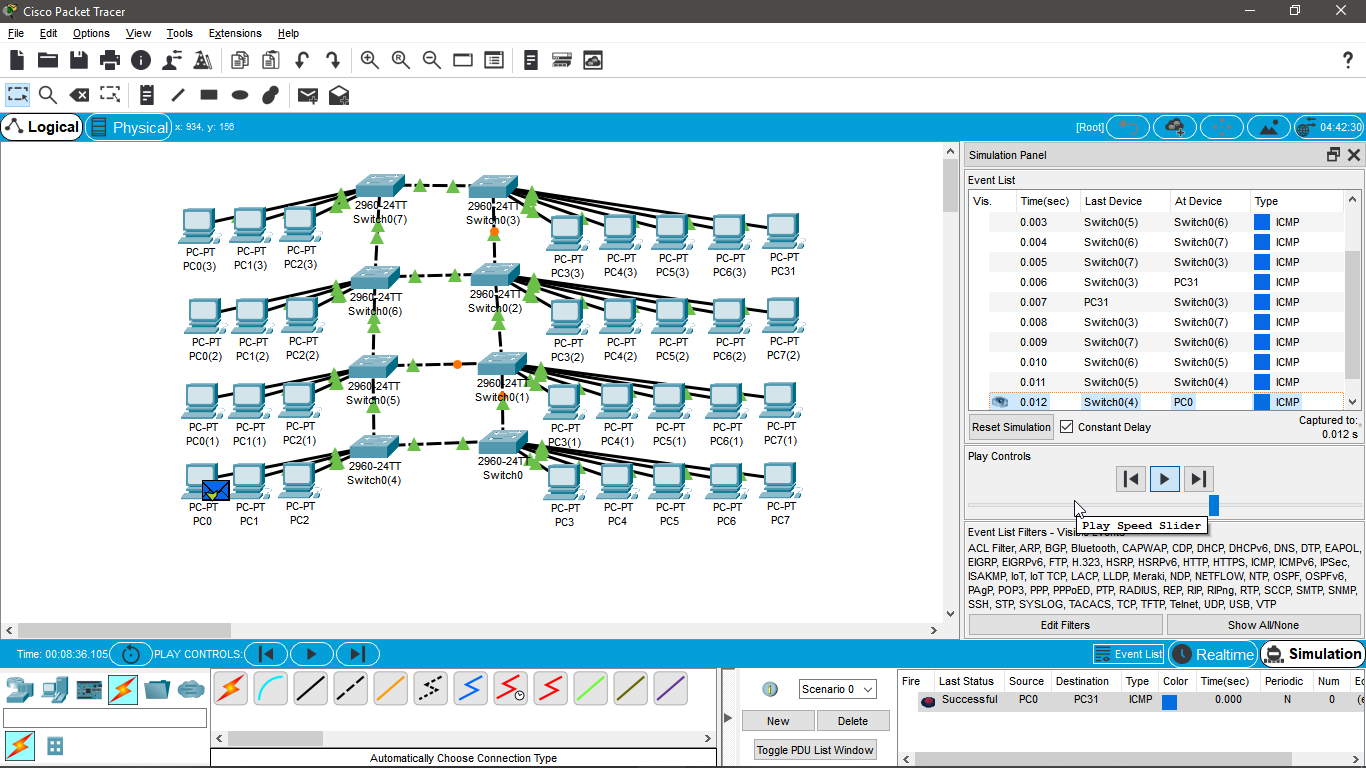 Cisco Packet Tracer
File Edit Options View Tools Extensions Help
Logical Physical x: 934, y: 156 [Root] 04:42:30
2960-24TT
Switch0(7)
2960-24TT
Switch0(3)
PC-PT
PC0(3)
PC-PT
PC1(3)
PC-PT
PC2(3)
PC-PT
PC3(3)
PC-PT
PC4(3)
PC-PT
PC5(3)
PC-PT
PC6(3)
PC-PT
PC31
2960-24TT
Switch0(6)
2960-24TT
Switch0(2)
PC-PT
PC0(2)
PC-PT
PC1(2)
PC-PT
PC2(2)
PC-PT
PC3(2)
PC-PT
PC4(2)
PC-PT
PC5(2)
PC-PT
PC6(2)
PC-PT
PC7(2)
2960-24TT
Switch0(5)
2960-24TT
Switch0(1)
PC-PT
PC0(1)
PC-PT
PC1(1)
PC-PT
PC2(1)
PC-PT
PC3(1)
PC-PT
PC4(1)
PC-PT
PC5(1)
PC-PT
PC6(1)
PC-PT
PC7(1)
2960-24TT
Switch0(4)
2960-24TT
Switch0
PC-PT
PC0
PC-PT
PC1
PC-PT
PC2
PC-PT
PC3
PC-PT
PC4
PC-PT
PC5
PC-PT
PC6
PC-PT
PC7
Simulation Panel
Event List
Vis. Time(sec) Last Device At Device Type
0.003 Switch0(5) Switch0(6) ICMP
0.004 Switch0(6) Switch0(7) ICMP
0.005 Switch0(7) Switch0(3) ICMP
0.006 Switch0(3) PC31 ICMP
0.007 PC31 Switch0(3) ICMP
0.008 Switch0(3) Switch0(7) ICMP
0.009 Switch0(7) Switch0(6) ICMP
0.010 Switch0(6) Switch0(5) ICMP
0.011 Switch0(5) Switch0(4) ICMP
0.012 Switch0(4) PC0 ICMP
Reset Simulation Constant Delay Captured to:
0.012 s
Play Controls
Play Speed Slider
Event List Filters - Visible Events
ACL Filter, ARP, BGP, Bluetooth, CAPWAP, CDP, DHCP, DHCPv6, DNS, DTP, EAPOL,
EIGRP, EIGRPv6, FTP, H.323, HSRP, HSRPv6, HTTP, HTTPS, ICMP, ICMPv6, IPSec,
ISAKMP, IoT, IoT TCP, LACP, LLDP, Meraki, NDP, NETFLOW, NTP, OSPF, OSPFv6,
PAgP, POP3, PPP, PPPoED, PTP, RADIUS, REP, RIP, RIPng, RTP, SCCP, SMTP, SNMP,
SSH, STP, SYSLOG, TACACS, TCP, TFTP, Telnet, UDP, USB, VTP
Edit Filters Show All/None
Time: 00:08:36.105 PLAY CONTROLS: Event List Realtime Simulation
Automatically Choose Connection Type
Scenario 0
New Delete
Toggle PDU List Window
Fire Last Status Source Destination Type Color Time(sec) Periodic Num
Successful PC0 PC31 ICMP 0.000 N 0